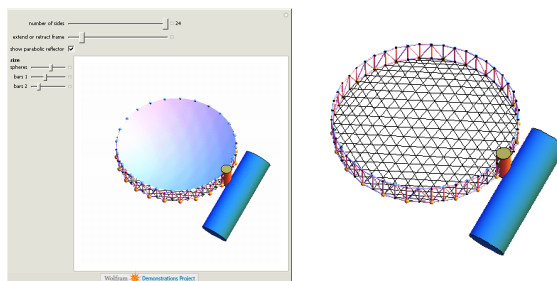 number of sides 24
extend or retract frame
show parabolic reflector
size
spheres
bars 1
bars 2
Wolfram Demonstrations Project